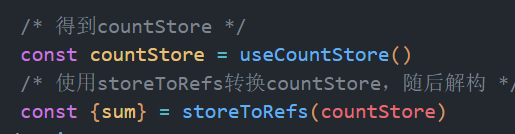 /* 得到countStore */
const countStore = useCountStore()
/* 使用storeToRefs转换countStore，随后解构 */
const {sum} = storeToRefs(countStore)